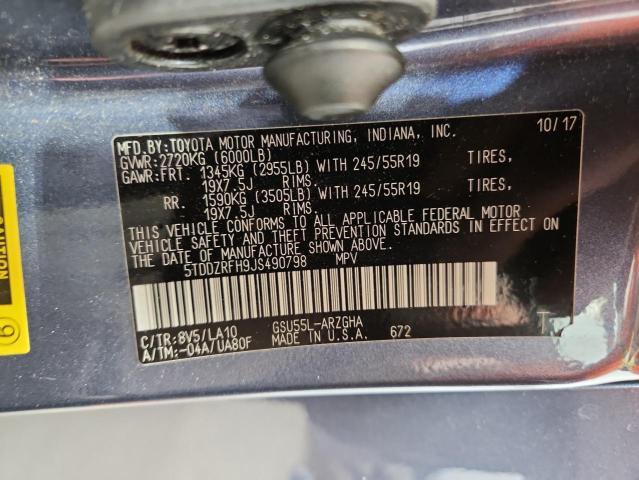 MFD.BY:TOYOTA MOTOR MANUFACTURING, INDIANA, INC. 10/17
GVWR:2720KG (6000LB)
GAWR:FRT. 1345KG (2955LB) WITH 245/55R19 TIRES,
19X7.5J RIMS.
RR. 1590KG (3505LB) WITH 245/55R19 TIRES,
19X7.5J RIMS.
THIS VEHICLE CONFORMS TO ALL APPLICABLE FEDERAL MOTOR
VEHICLE SAFETY AND THEFT PREVENTION STANDARDS IN EFFECT ON
THE DATE OF MANUFACTURE SHOWN ABOVE.
5TDDZRFH9JS490798 MPV
C/TR:8V5/LA10 GSU55L-ARZGHA
A/TM:-04A/UA80F MADE IN U.S.A. 672
T
CAUTION